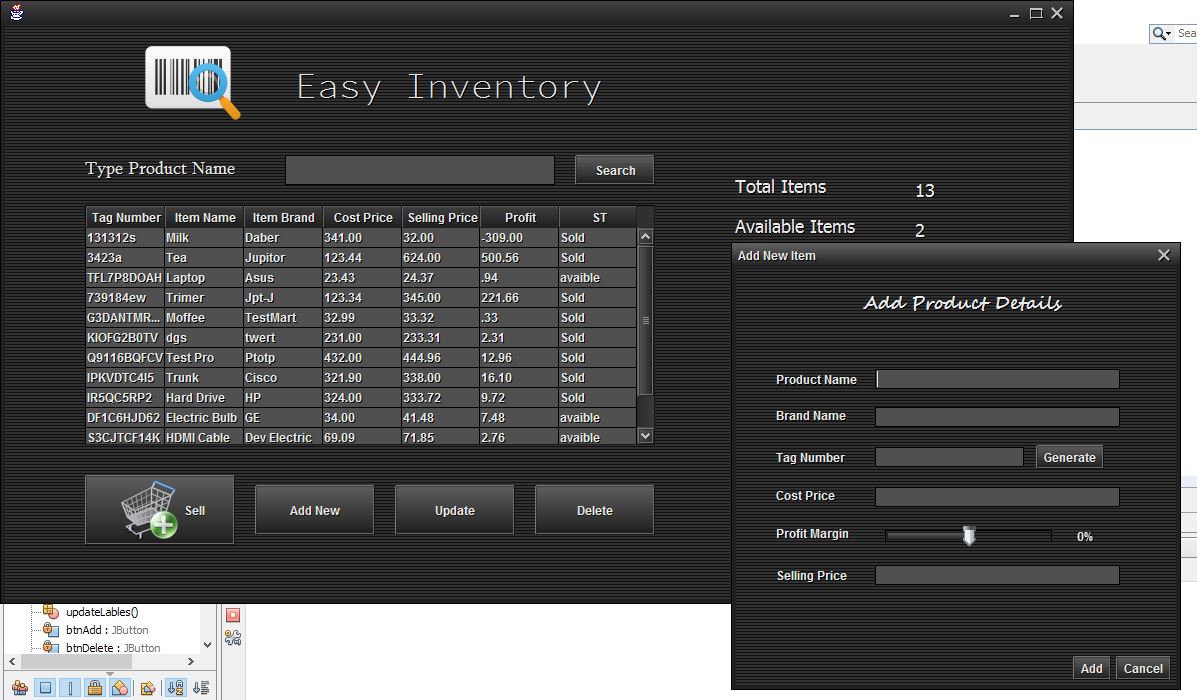 Sea
Easy Inventory
Type Product Name
Search
Total Items 13
Available Items 2
Tag Number Item Name Item Brand Cost Price Selling Price Profit ST
131312s Milk Daber 341.00 32.00 -309.00 Sold
3423a Tea Jupitor 123.44 624.00 500.56 Sold
TFL7P8DOAH Laptop Asus 23.43 24.37 .94 avaible
739184ew Trimer Jpt-J 123.34 345.00 221.66 Sold
G3DANTMR... Moffee TestMart 32.99 33.32 .33 Sold
KIOFG2B0TV dgs twert 231.00 233.31 2.31 Sold
Q9116BQFCV Test Pro Ptotp 432.00 444.96 12.96 Sold
IPKVDTC4I5 Trunk Cisco 321.90 338.00 16.10 Sold
IR5QC5RP2 Hard Drive HP 324.00 333.72 9.72 Sold
DF1C6HJD62 Electric Bulb GE 34.00 41.48 7.48 avaible
S3CJTCF14K HDMI Cable Dev Electric 69.09 71.85 2.76 avaible
Sell
Add New
Update
Delete
Add New Item
Add Product Details
Product Name
Brand Name
Tag Number
Generate
Cost Price
Profit Margin 0%
Selling Price
Add Cancel
updateLables()
btnAdd : JButton
btnDelete : JButton